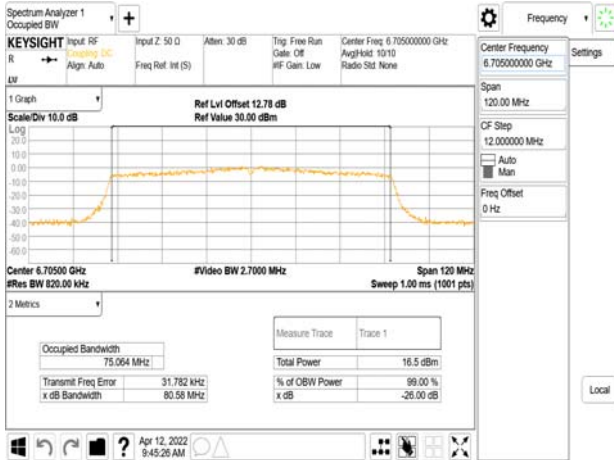 Spectrum Analyzer 1
Occupied BW
Frequency
KEYSIGHT
R
Input: RF
Coupling: DC
Align: Auto
Input Z: 50 Ω
Freq Ref: Int (S)
Atten: 30 dB
Trig: Free Run
Gate: Off
#IF Gain: Low
Center Freq: 6.705000000 GHz
Avg|Hold: 10/10
Radio Std: None
Center Frequency
6.705000000 GHz
Settings
Span
120.00 MHz
CF Step
12.000000 MHz
Auto
Man
Freq Offset
0 Hz
1 Graph
Scale/Div 10.0 dB
Ref Lvl Offset 12.78 dB
Ref Value 30.00 dBm
Log
20.0
10.0
0.00
-10.0
-20.0
-30.0
-40.0
-50.0
-60.0
Center 6.70500 GHz
#Video BW 2.7000 MHz
Span 120 MHz
#Res BW 820.00 kHz
Sweep 1.00 ms (1001 pts)
2 Metrics
Measure Trace
Trace 1
Occupied Bandwidth
75.064 MHz
Total Power
16.5 dBm
Transmit Freq Error
31.782 kHz
% of OBW Power
99.00 %
x dB Bandwidth
80.58 MHz
x dB
-26.00 dB
Local
Apr 12, 2022
9:45:26 AM